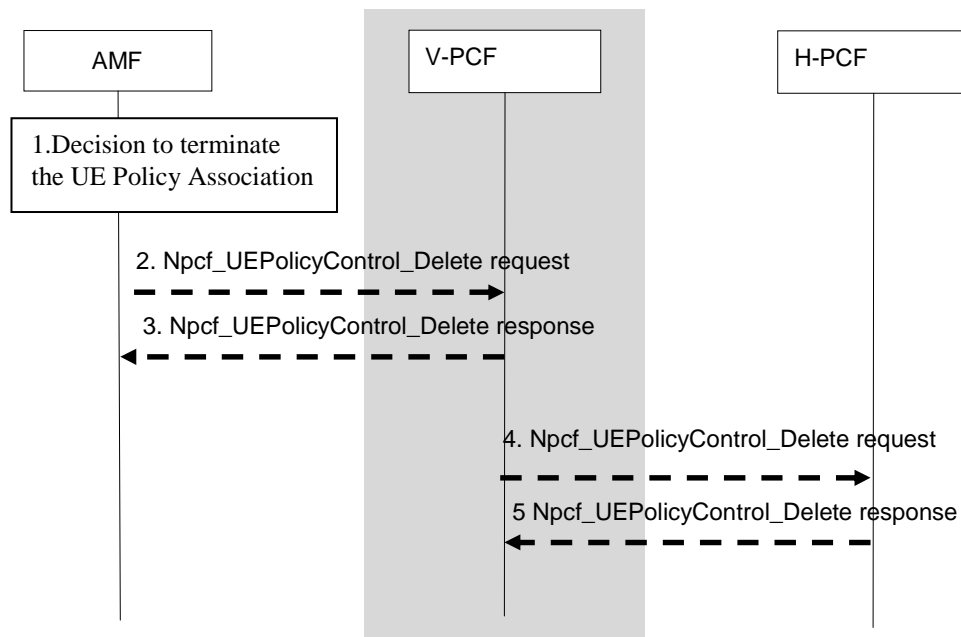 AMF
V-PCF
H-PCF
1.Decision to terminate
the UE Policy Association
2. Npcf_UEPolicyControl_Delete request
3. Npcf_UEPolicyControl_Delete response
4. Npcf_UEPolicyControl_Delete request
5 Npcf_UEPolicyControl_Delete response